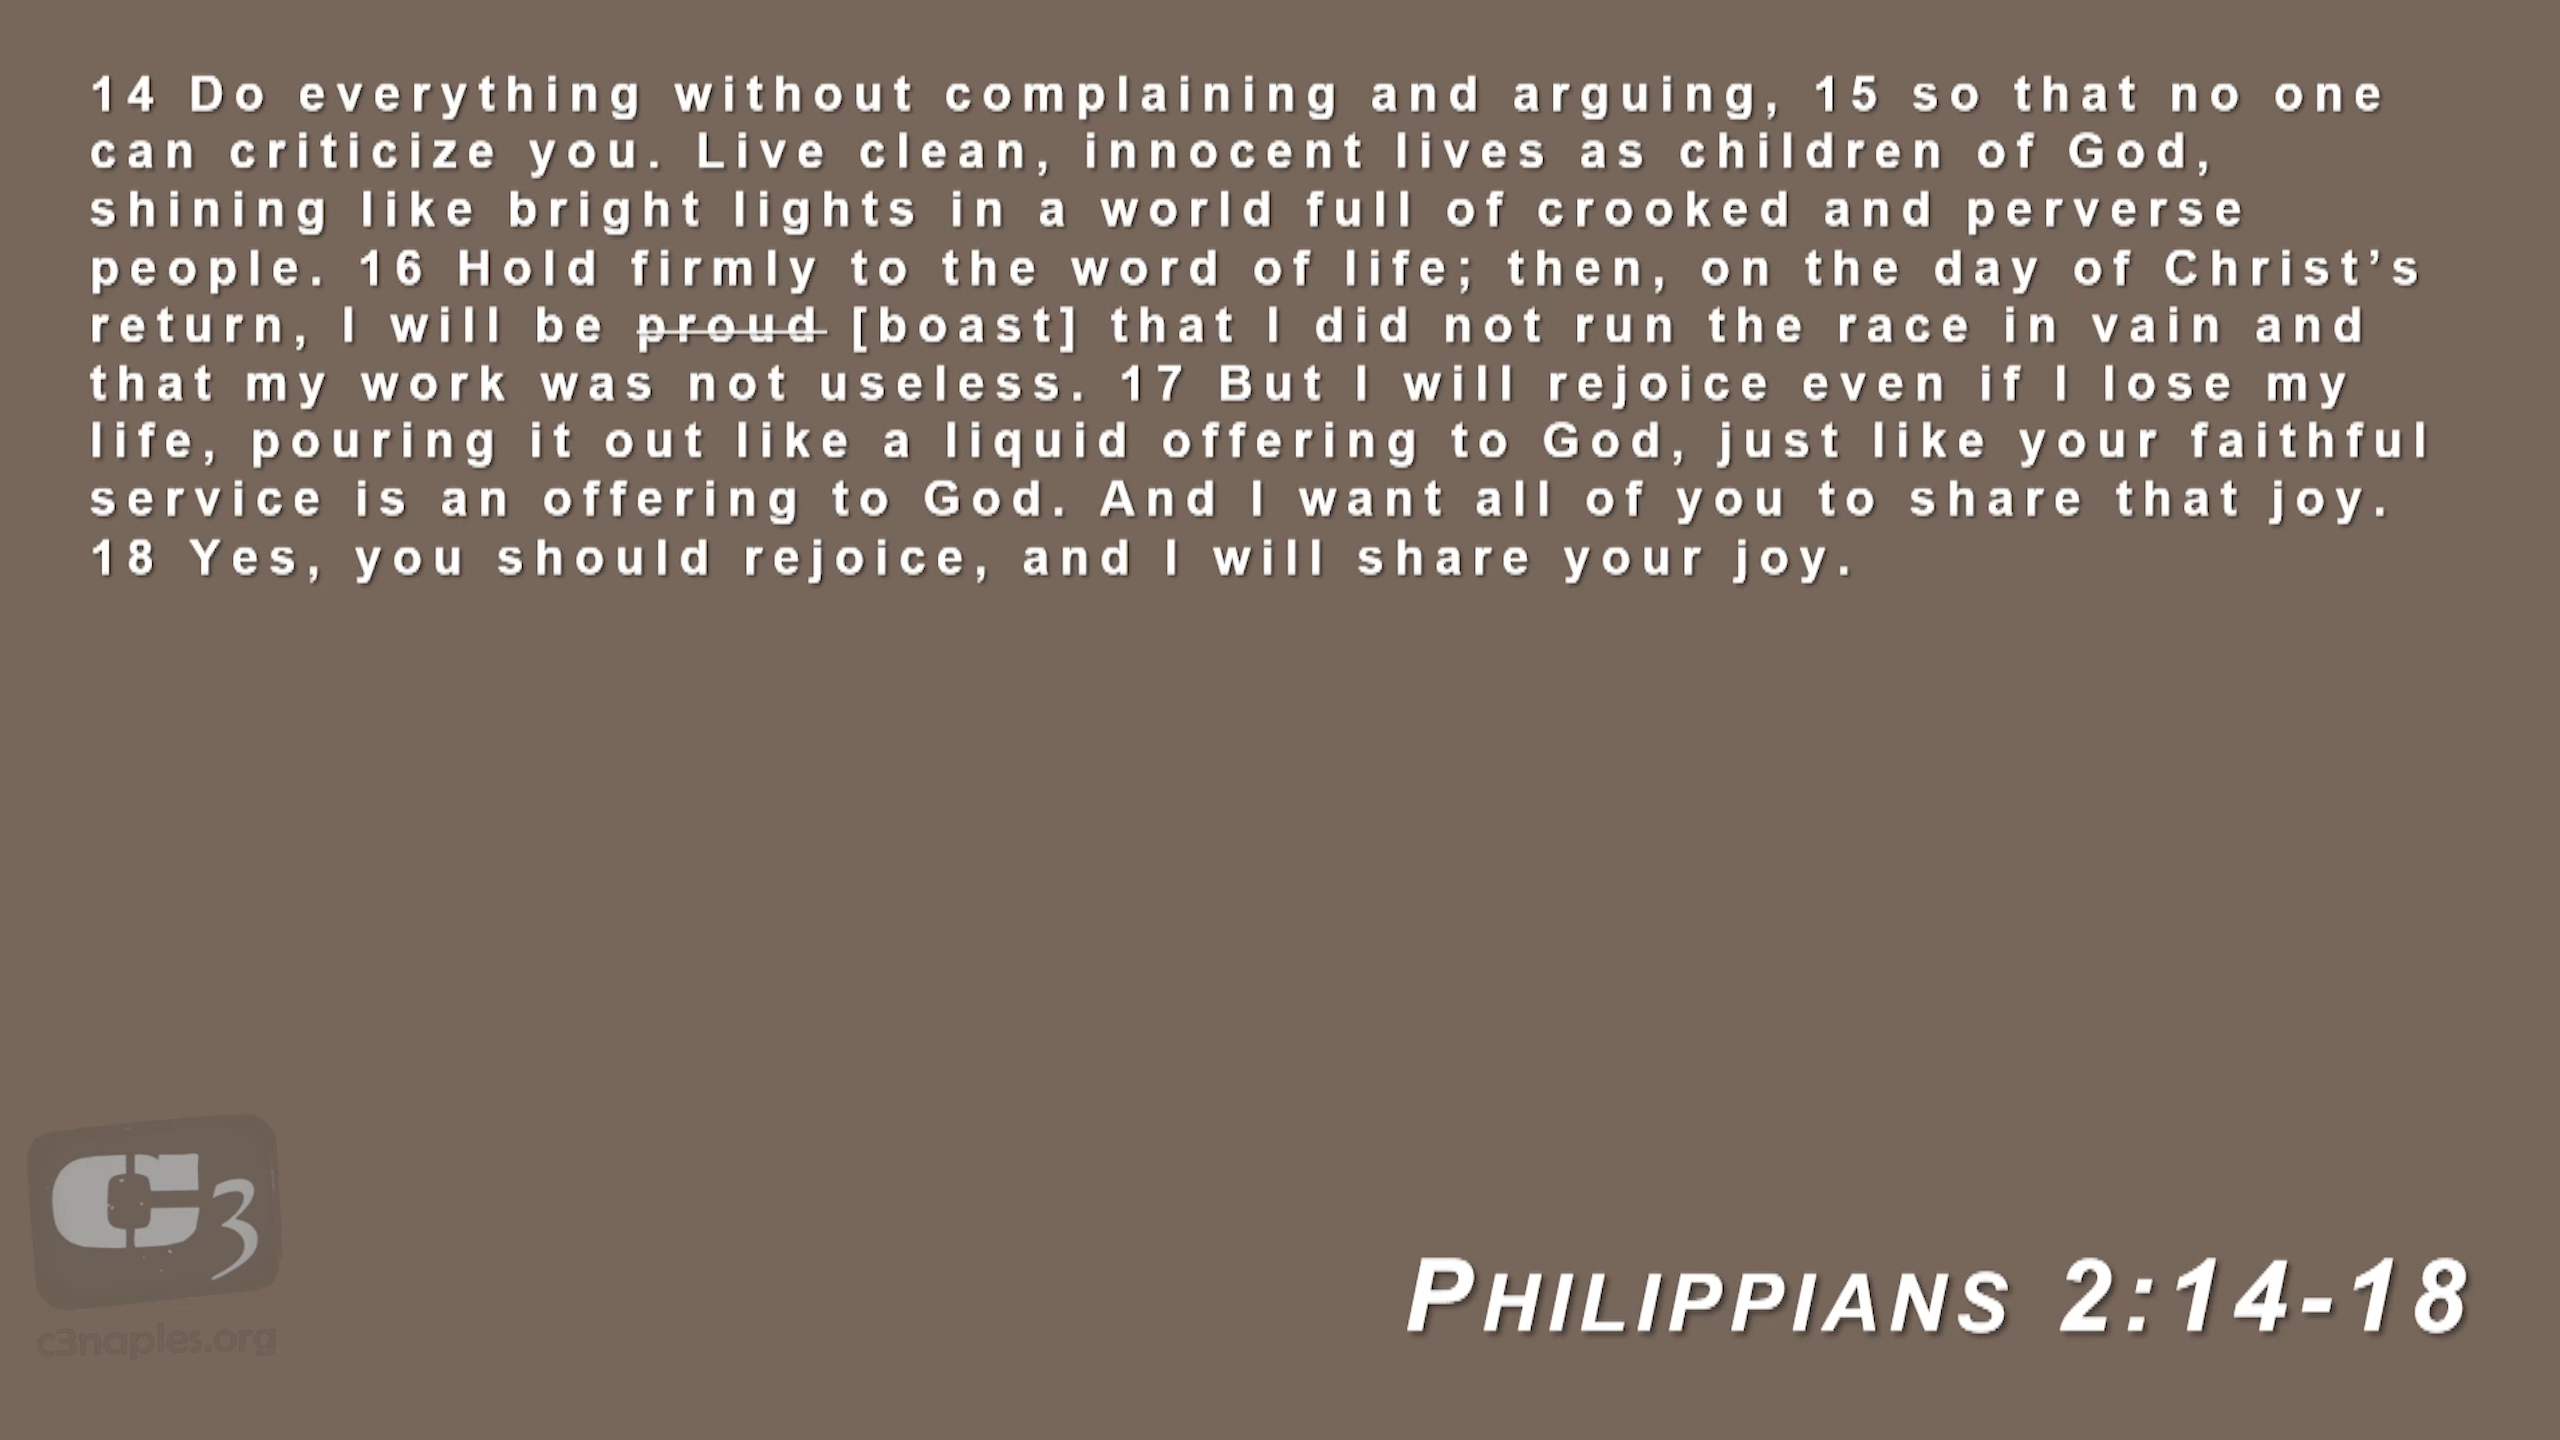 14 Do everything without complaining and arguing, 15 so that no one
can criticize you. Live clean, innocent lives as children of God,
shining like bright lights in a world full of crooked and perverse
people. 16 Hold firmly to the word of life; then, on the day of Christ’s
return, I will be proud [boast] that I did not run the race in vain and
that my work was not useless. 17 But I will rejoice even if I lose my
life, pouring it out like a liquid offering to God, just like your faithful
service is an offering to God. And I want all of you to share that joy.
18 Yes, you should rejoice, and I will share your joy.
C3
c3naples.org
PHILIPPIANS 2:14-18